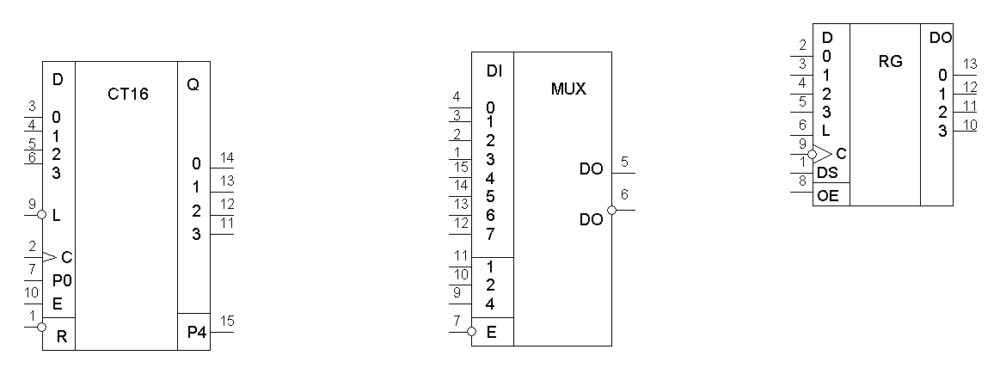 D CT16 Q
3 0
4 1
5 2
6 3
0 14
1 13
2 12
3 11
9 L
2 C
7 P0
10 E
1 R
P4 15
DI MUX
4 0
3 1
2 2
1 3
15 4
14 5
13 6
12 7
DO 5
DO 6
11 1
10 2
9 4
7 E
D RG DO
2 0
3 1
4 2
5 3
6 L
9 C
1 DS
8 OE
0 13
1 12
2 11
3 10